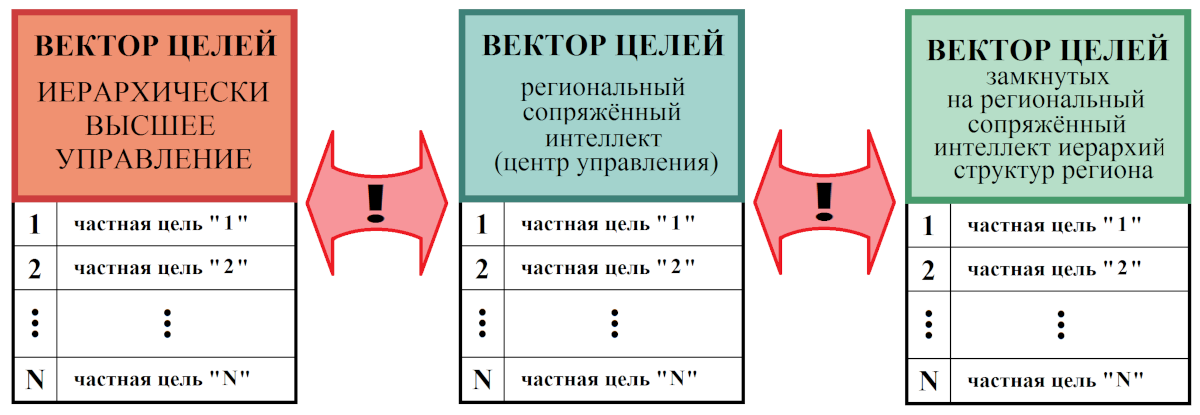 ВЕКТОР ЦЕЛЕЙ
ИЕРАРХИЧЕСКИ
ВЫСШЕЕ
УПРАВЛЕНИЕ
1 частная цель "1"
2 частная цель "2"
⋮ ⋮
N частная цель "N"
!
ВЕКТОР ЦЕЛЕЙ
региональный
сопряжённый
интеллект
(центр управления)
1 частная цель "1"
2 частная цель "2"
⋮ ⋮
N частная цель "N"
!
ВЕКТОР ЦЕЛЕЙ
замкнутых
на региональный
сопряжённый
интеллект иерархий
структур региона
1 частная цель "1"
2 частная цель "2"
⋮ ⋮
N частная цель "N"